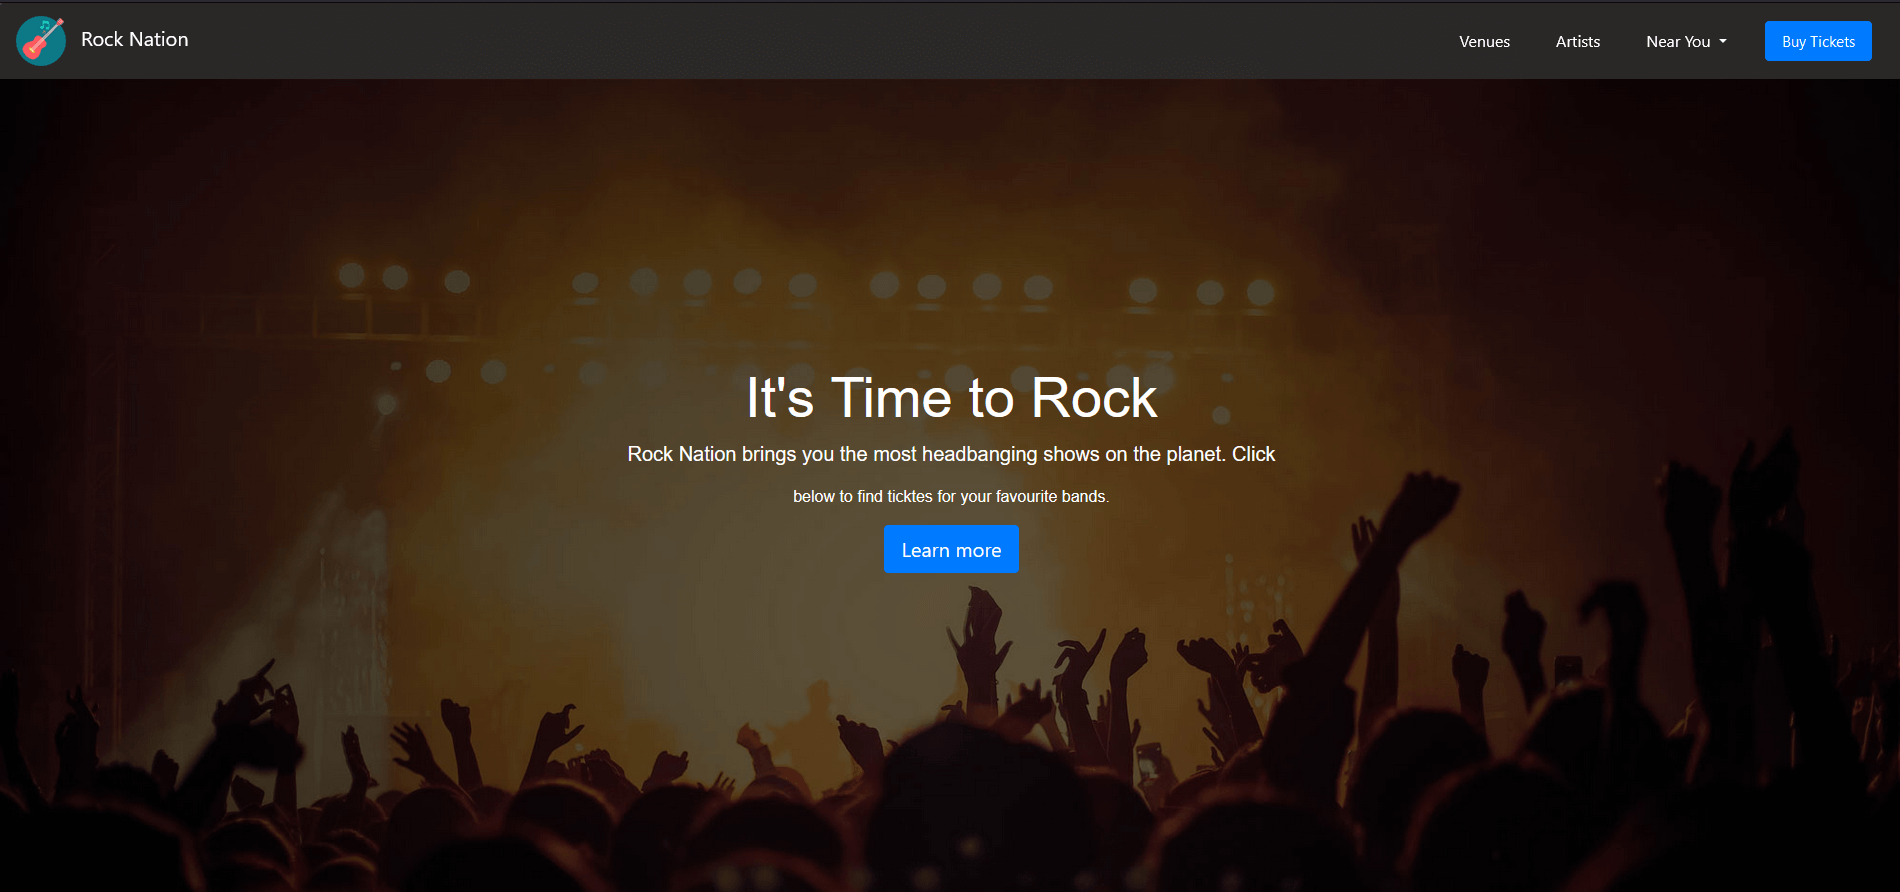 Rock Nation
Venues Artists Near You Buy Tickets
It's Time to Rock
Rock Nation brings you the most headbanging shows on the planet. Click
below to find ticktes for your favourite bands.
Learn more